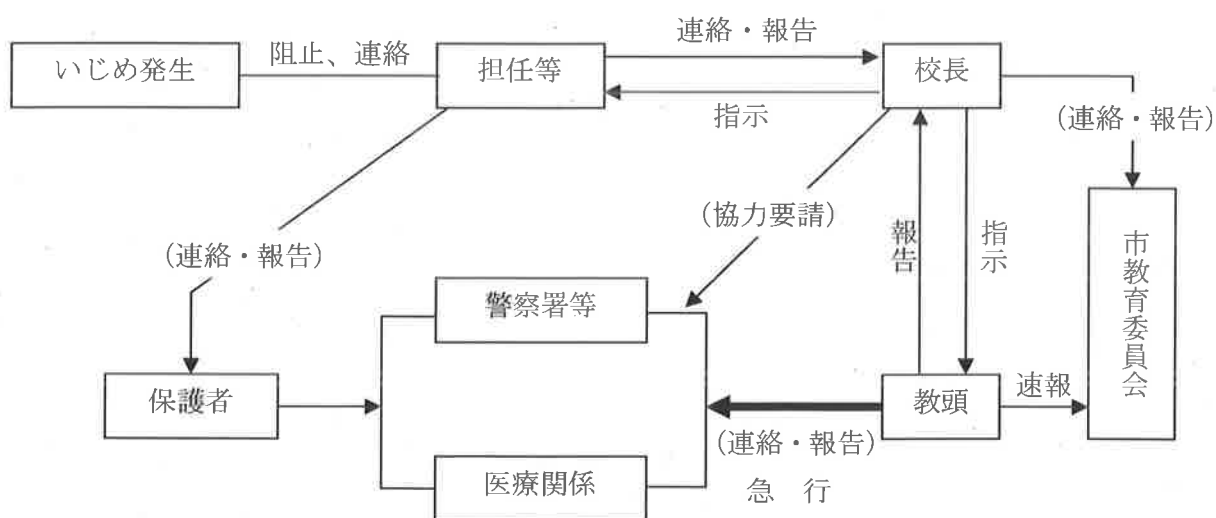 いじめ発生
阻止、連絡
担任等
連絡・報告
指示
校長
(連絡・報告)
(協力要請)
(連絡・報告)
報告
指示
市教育委員会
警察署等
保護者
教頭
速報
(連絡・報告)
急 行
医療関係